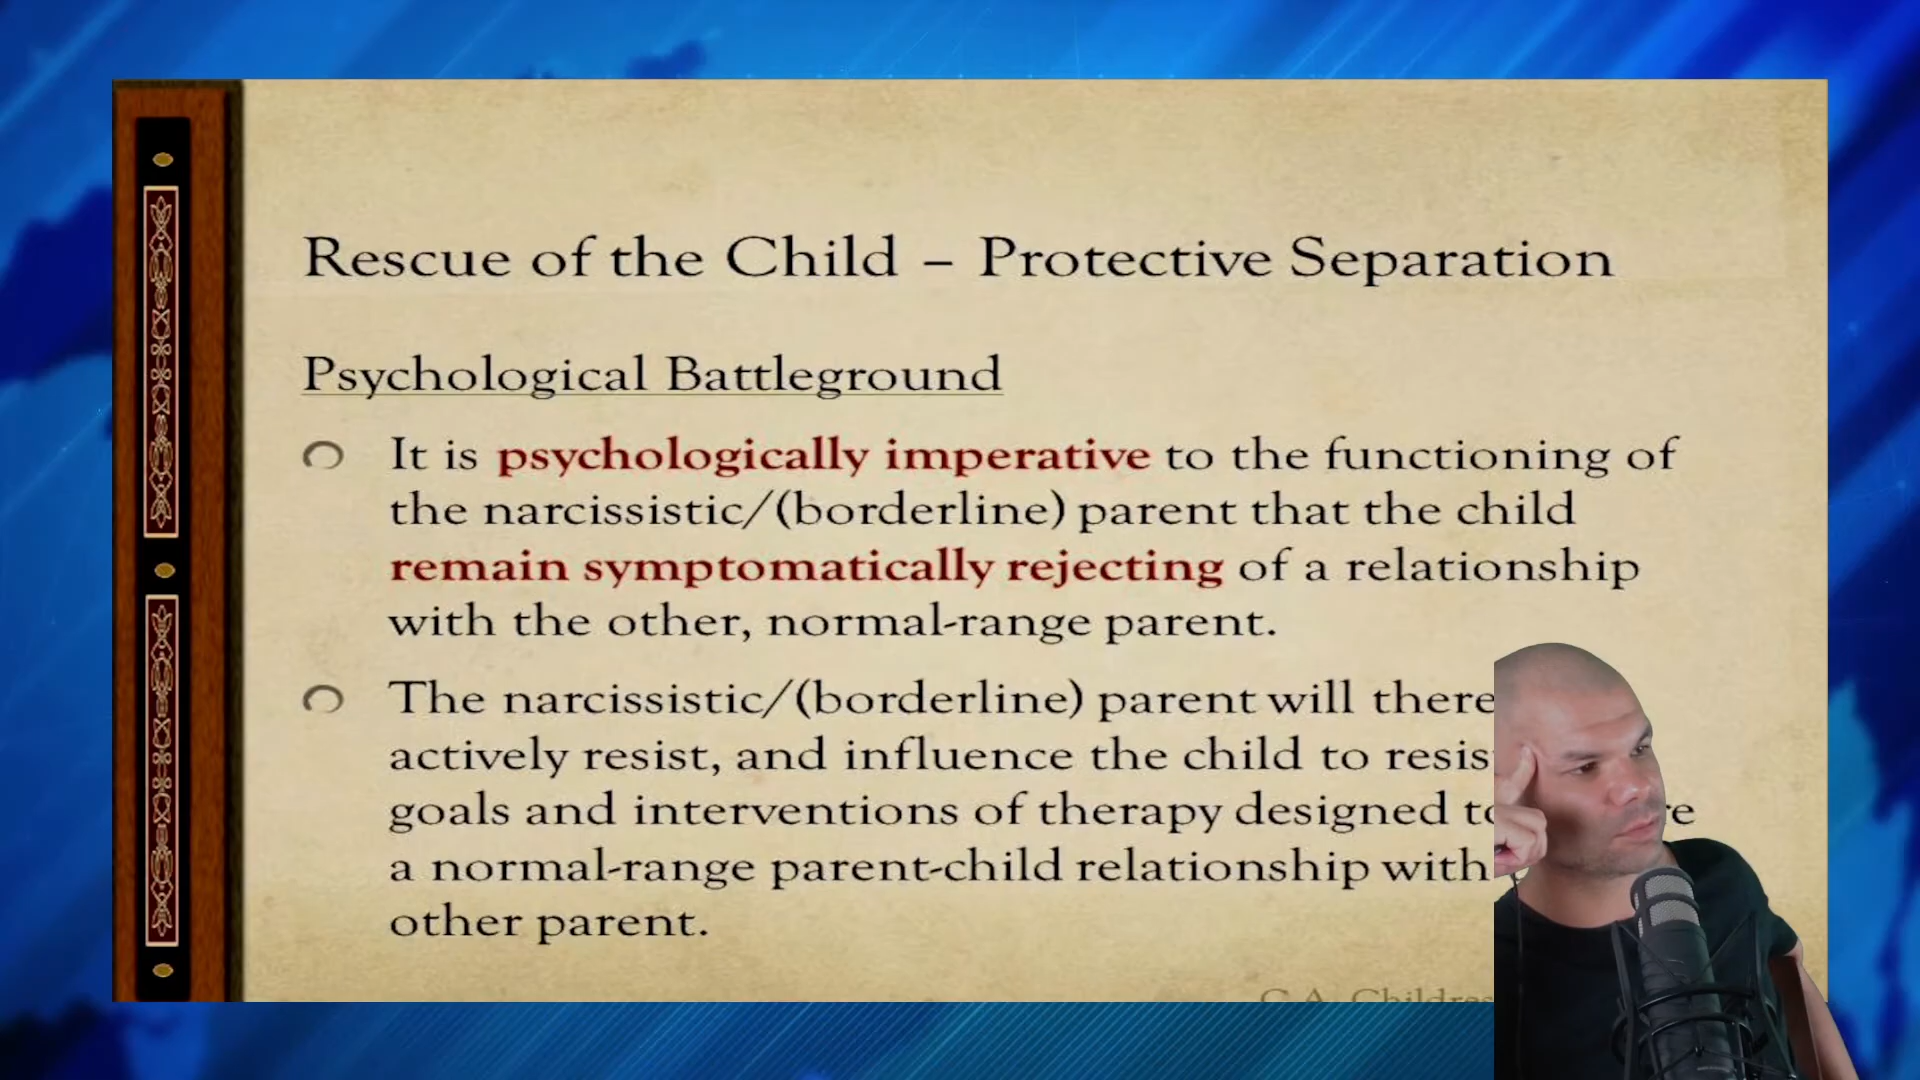 Rescue of the Child – Protective Separation
Psychological Battleground
It is psychologically imperative to the functioning of
the narcissistic/(borderline) parent that the child
remain symptomatically rejecting of a relationship
with the other, normal-range parent.
The narcissistic/(borderline) parent will
actively resist, and influence the child to
goals and interventions of therapy designed
a normal-range parent-child relationship with
other parent.
C.A.